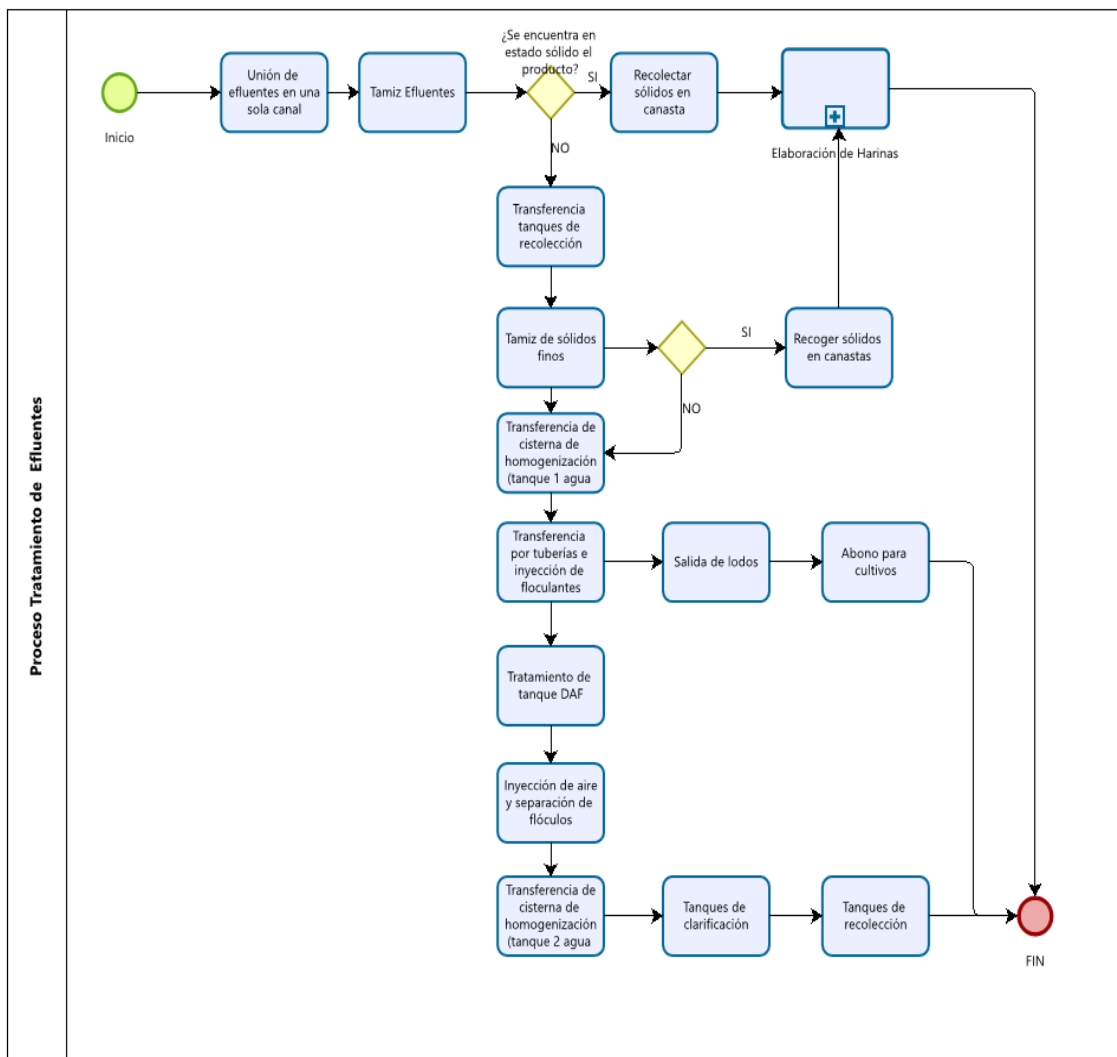 Proceso Tratamiento de Efluentes
Inicio
Unión de
efluentes en una
sola canal
Tamiz Efluentes
¿Se encuentra en
estado sólido el
producto?
SI
Recolectar
sólidos en
canasta
Elaboración de Harinas
NO
Transferencia
tanques de
recolección
Tamiz de sólidos
finos
SI
Recoger sólidos
en canastas
NO
Transferencia de
cisterna de
homogenización
(tanque 1 agua
Transferencia
por tuberías e
inyección de
floculantes
Salida de lodos
Abono para
cultivos
Tratamiento de
tanque DAF
Inyección de aire
y separación de
flóculos
Transferencia de
cisterna de
homogenización
(tanque 2 agua
Tanques de
clarificación
Tanques de
recolección
FIN